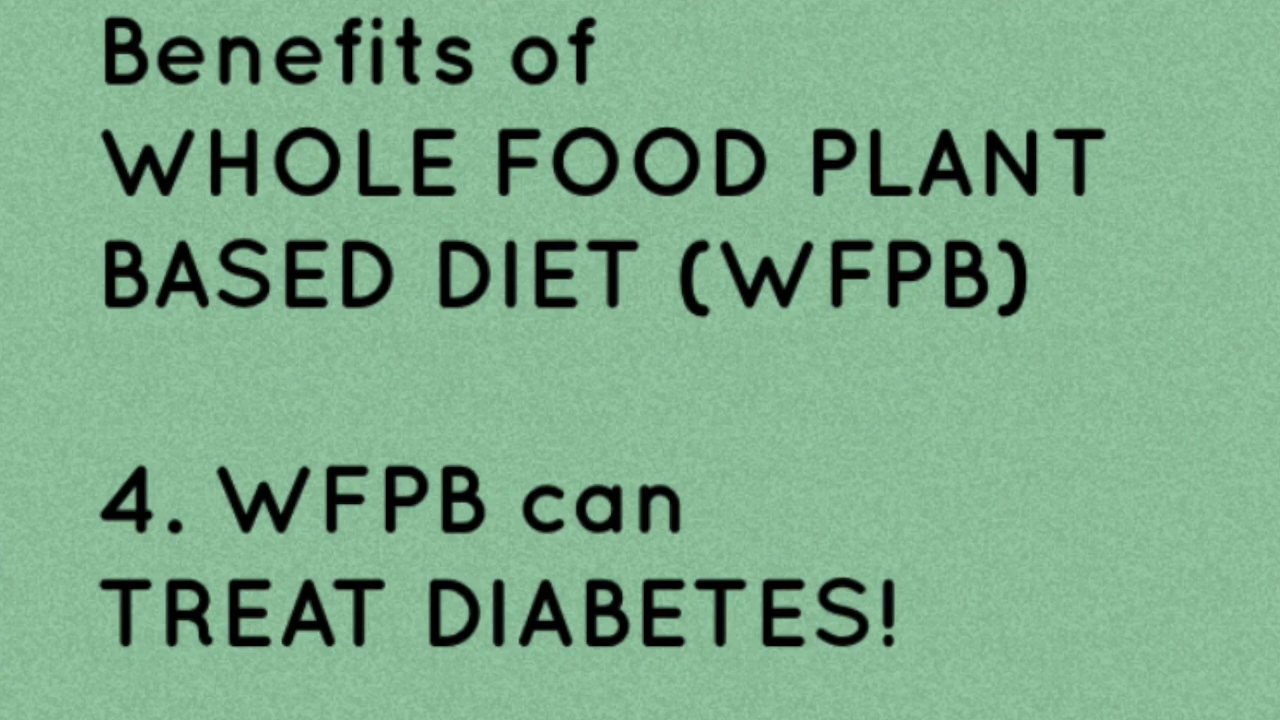 Benefits of
WHOLE FOOD PLANT
BASED DIET (WFPB)
4. WFPB can
TREAT DIABETES!